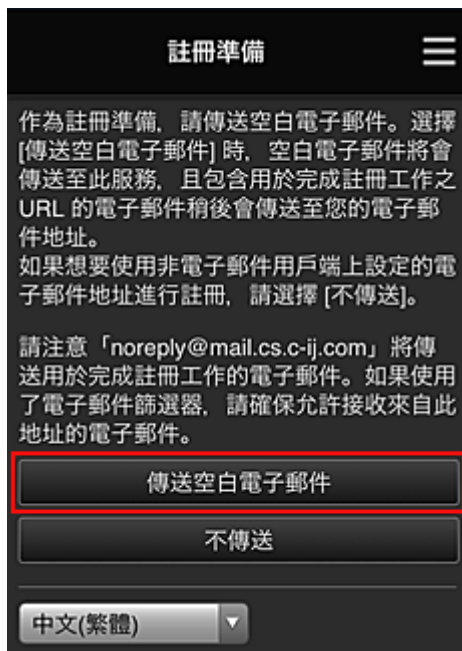 註冊準備
作為註冊準備，請傳送空白電子郵件。選擇
[傳送空白電子郵件] 時，空白電子郵件將會
傳送至此服務，且包含用於完成註冊工作之
URL 的電子郵件稍後會傳送至您的電子郵
件地址。
如果想要使用非電子郵件用戶端上設定的電
子郵件地址進行註冊，請選擇 [不傳送]。
請注意「noreply@mail.cs.c-ij.com」將傳
送用於完成註冊工作的電子郵件。如果使用
了電子郵件篩選器，請確保允許接收來自此
地址的電子郵件。
傳送空白電子郵件
不傳送
中文(繁體)